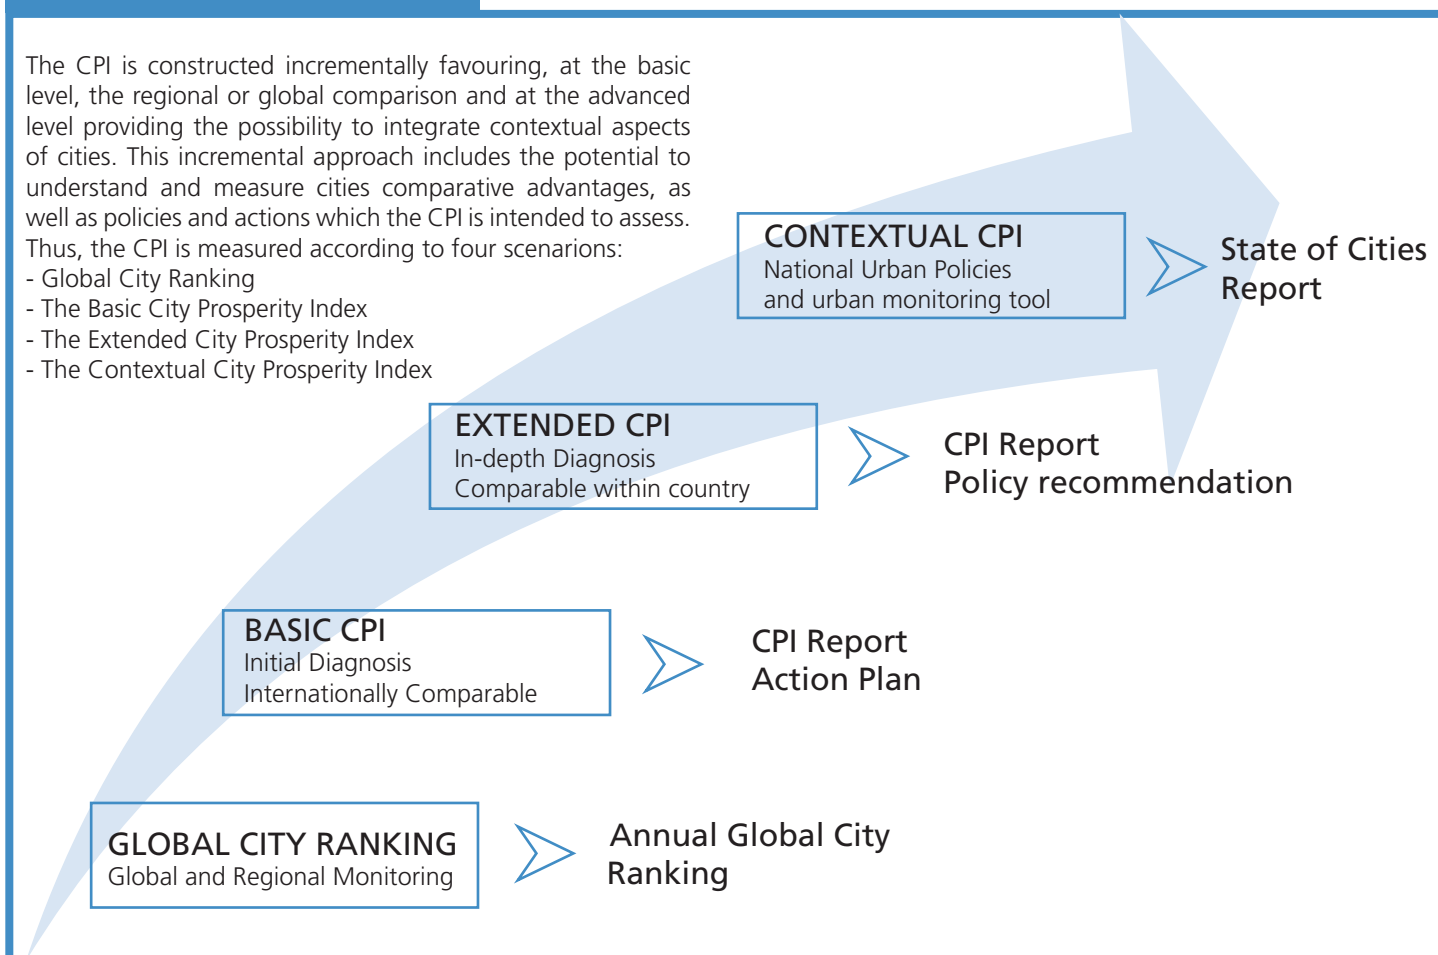 The CPI is constructed incrementally favouring, at the basic
level, the regional or global comparison and at the advanced
level providing the possibility to integrate contextual aspects
of cities. This incremental approach includes the potential to
understand and measure cities comparative advantages, as
well as policies and actions which the CPI is intended to assess.
Thus, the CPI is measured according to four scenarions:
- Global City Ranking
- The Basic City Prosperity Index
- The Extended City Prosperity Index
- The Contextual City Prosperity Index
CONTEXTUAL CPI
National Urban Policies
and urban monitoring tool
State of Cities
Report
EXTENDED CPI
In-depth Diagnosis
Comparable within country
CPI Report
Policy recommendation
BASIC CPI
Initial Diagnosis
Internationally Comparable
CPI Report
Action Plan
GLOBAL CITY RANKING
Global and Regional Monitoring
Annual Global City
Ranking